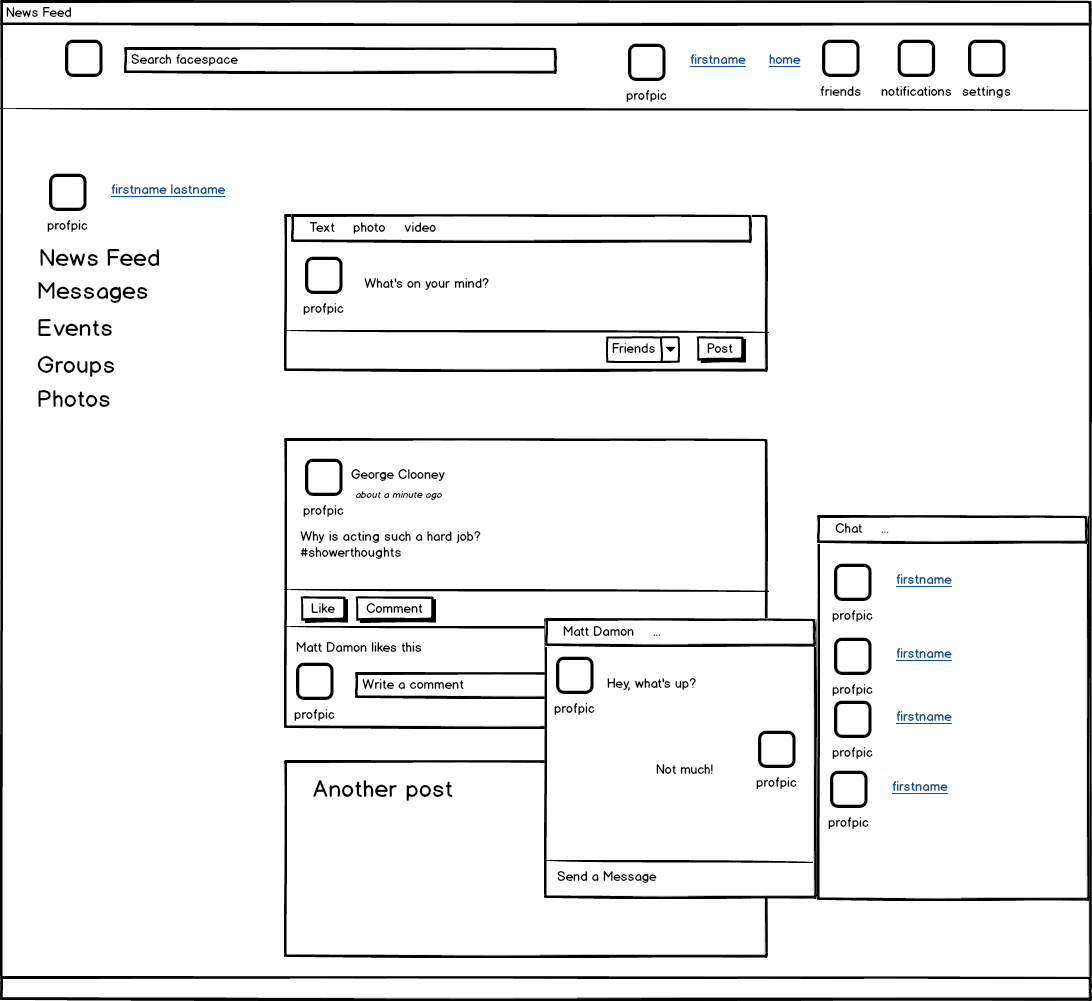 News Feed
Search facespace
profpic
firstname
home
friends
notifications
settings
profpic
firstname lastname
News Feed
Messages
Events
Groups
Photos
Text photo video
profpic
What's on your mind?
Friends
Post
profpic
George Clooney
about a minute ago
Why is acting such a hard job?
#showerthoughts
Like
Comment
Matt Damon likes this
profpic
Write a comment
Another post
Matt Damon ...
profpic
Hey, what's up?
Not much!
profpic
Send a Message
Chat ...
profpic
firstname
profpic
firstname
profpic
firstname
profpic
firstname